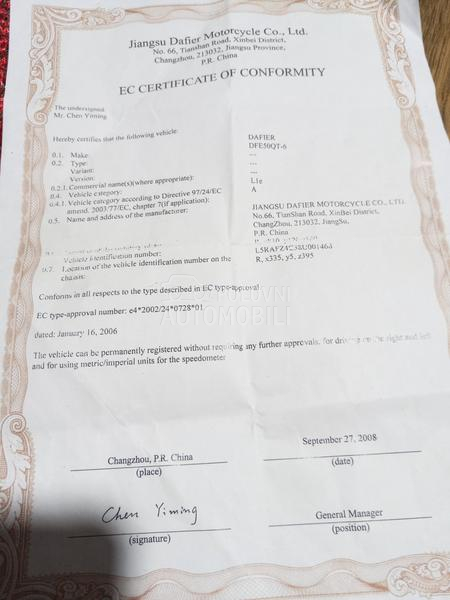 Jiangsu Dafier Motorcycle Co., Ltd.
No. 66, Tianshan Road, Xinbei District,
Changzhou, 213032, Jiangsu Province,
P.R. China
EC CERTIFICATE OF CONFORMITY
The undersigned
Mr. Chen Yiming
Hereby certifies that the following vehicle:
0.1. Make: DAFIER
0.2. Type: DFE50QT-6
Variant: ---
Version: ---
0.2.1. Commercial name(s)(where appropriate): ---
0.4. Vehicle category: L1e
0.4.1. Vehicle category according to Directive 97/24/EC A
amend. 2003/77/EC, chapter 7(if application):
0.5. Name and address of the manufacturer: JIANGSU DAFIER MOTORCYCLE CO., LTD.
No.66, TianShan Road, XinBei District,
ChangZhou, 213032, JiangSu,
P.R. China
Vehicle identification number:
0.7. Location of the vehicle identification number on the R, x335, y5, z395
chassis:
Conforms in all respects to the type described in EC type-approval:
POLOVNI
AUTOMOBILI
EC type-approval number: e4*2002/24*0728*01
dated: January 16, 2006
The vehicle can be permanently registered without requiring any further approvals, for driving on the right and left
and for using metric/imperial units for the speedometer
Changzhou, P.R. China September 27, 2008
(place) (date)
Chen Yiming General Manager
(signature) (position)